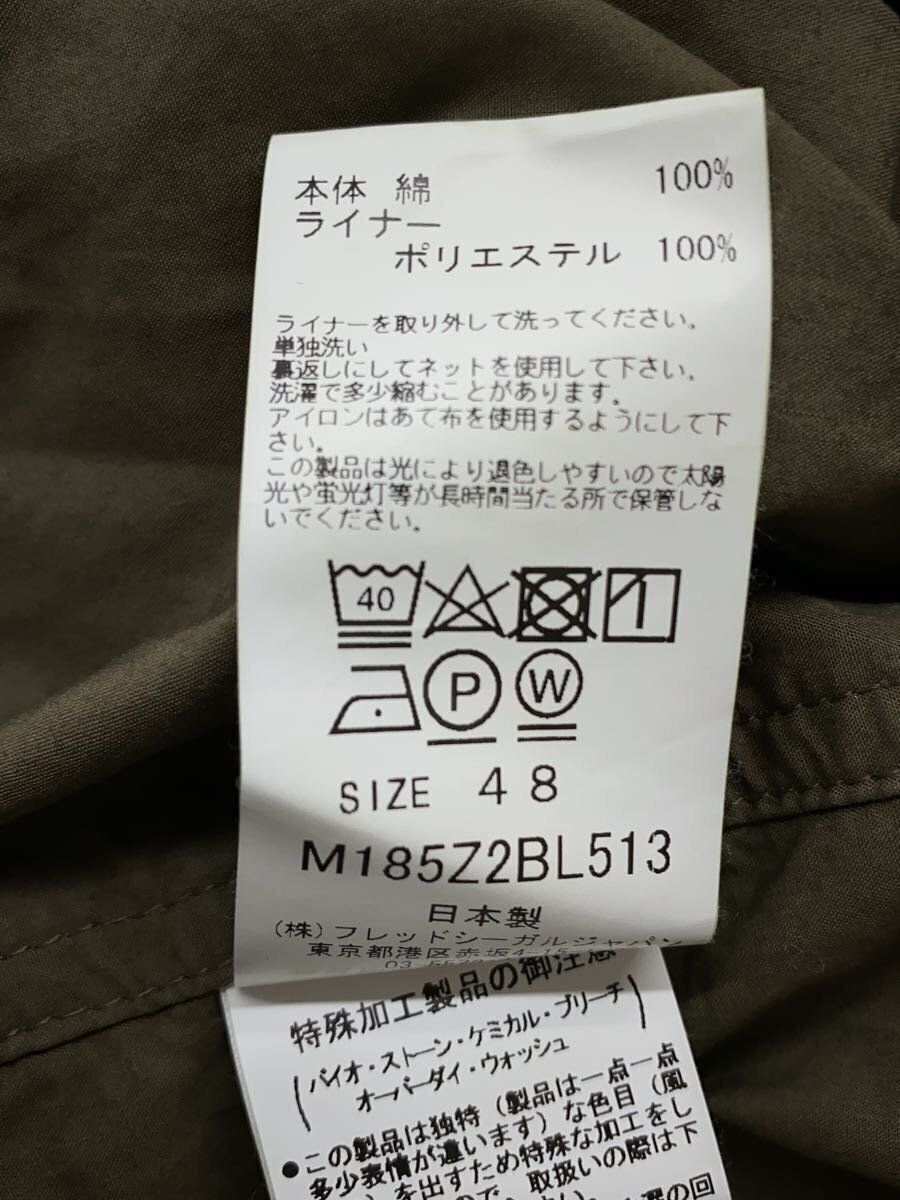 本体 綿 100%
ライナー
ポリエステル 100%
ライナーを取り外して洗ってください。
単独洗い
裏返しにしてネットを使用して下さい。
洗濯で多少縮むことがあります。
アイロンはあて布を使用するようにして下
さい。
この製品は光により退色しやすいので太陽
光や蛍光灯等が長時間当たる所で保管しな
いでください。
40
P W
SIZE 48
M185Z2BL513
日本製
(株)フレッドシーガルジャパン
東京都港区赤坂
特殊加工製品の御注意
(バイオ・ストーン・ケミカル・ブリーチ
オーバーダイ・ウォッシュ)
●この製品は独特(製品は一点一点
多少表情が違います)な色目(風
を出すため特殊な加工をし
ので、取扱いの際は下